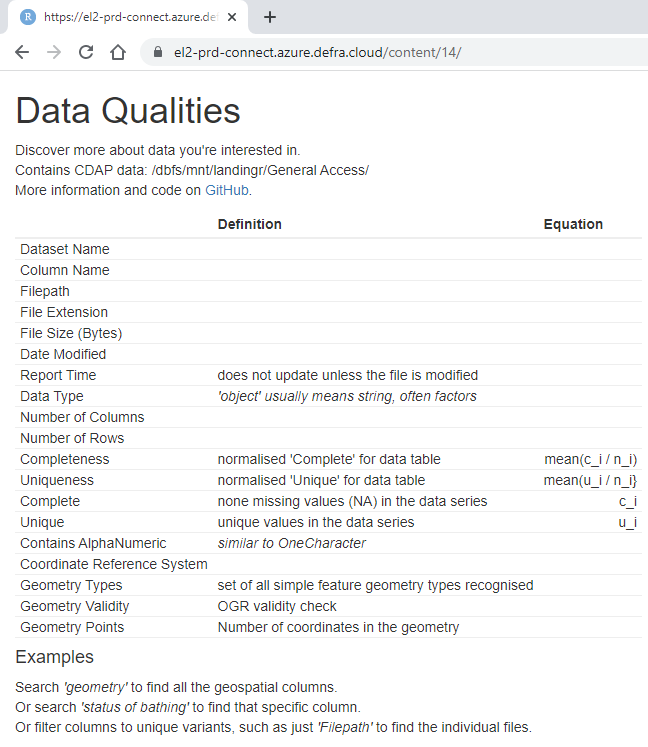 R https://el2-prd-connect.azure.def
el2-prd-connect.azure.defra.cloud/content/14/
Data Qualities
Discover more about data you're interested in.
Contains CDAP data: /dbfs/mnt/landingr/General Access/
More information and code on GitHub.
Definition Equation
Dataset Name
Column Name
Filepath
File Extension
File Size (Bytes)
Date Modified
Report Time does not update unless the file is modified
Data Type 'object' usually means string, often factors
Number of Columns
Number of Rows
Completeness normalised 'Complete' for data table mean(c_i / n_i)
Uniqueness normalised 'Unique' for data table mean(u_i / n_i}
Complete none missing values (NA) in the data series c_i
Unique unique values in the data series u_i
Contains AlphaNumeric similar to OneCharacter
Coordinate Reference System
Geometry Types set of all simple feature geometry types recognised
Geometry Validity OGR validity check
Geometry Points Number of coordinates in the geometry
Examples
Search 'geometry' to find all the geospatial columns.
Or search 'status of bathing' to find that specific column.
Or filter columns to unique variants, such as just 'Filepath' to find the individual files.